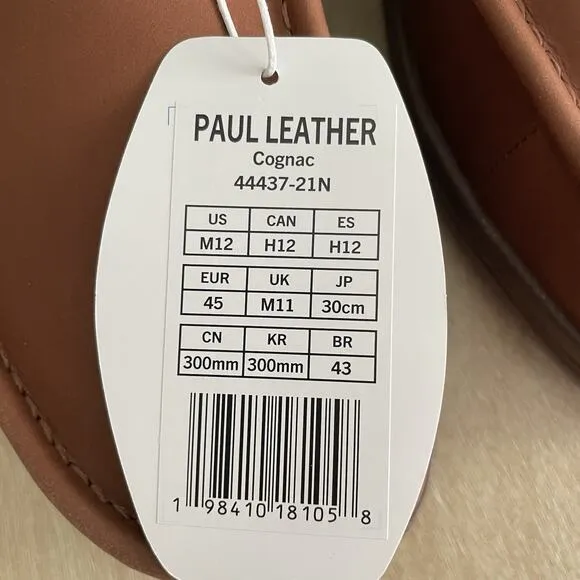 PAUL LEATHER
Cognac
44437-21N
US CAN ES
M12 H12 H12
EUR UK JP
45 M11 30cm
CN KR BR
300mm 300mm 43
1 98410 18105 8